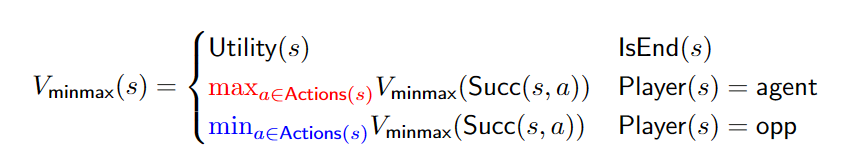 Utility(s) IsEnd(s)
V_minmax(s) = { max_{a∈Actions(s)} V_minmax(Succ(s, a)) Player(s) = agent
min_{a∈Actions(s)} V_minmax(Succ(s, a)) Player(s) = opp